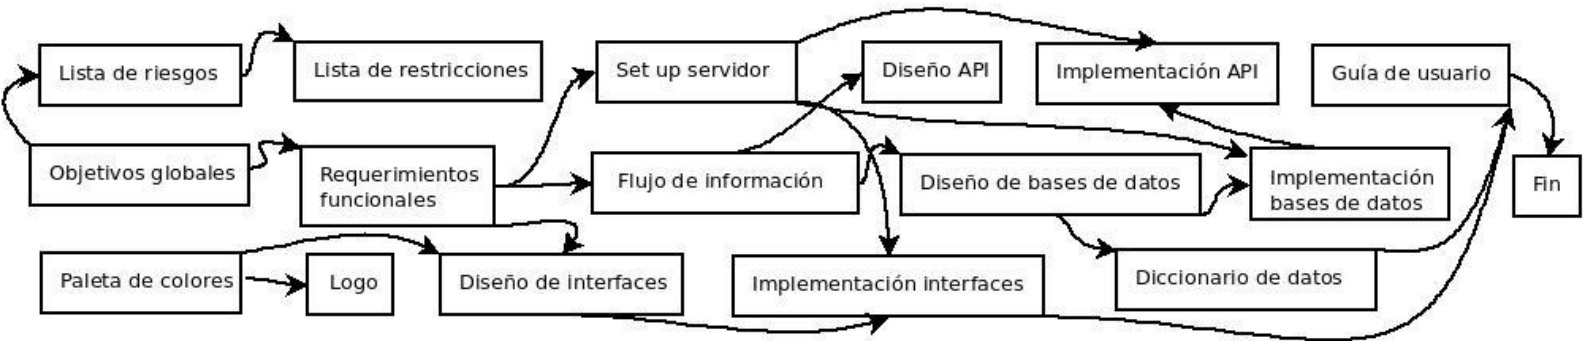 Lista de riesgos
Lista de restricciones
Set up servidor
Diseño API
Implementación API
Guía de usuario
Objetivos globales
Requerimientos
funcionales
Flujo de información
Diseño de bases de datos
Implementación
bases de datos
Fin
Paleta de colores
Logo
Diseño de interfaces
Implementación interfaces
Diccionario de datos